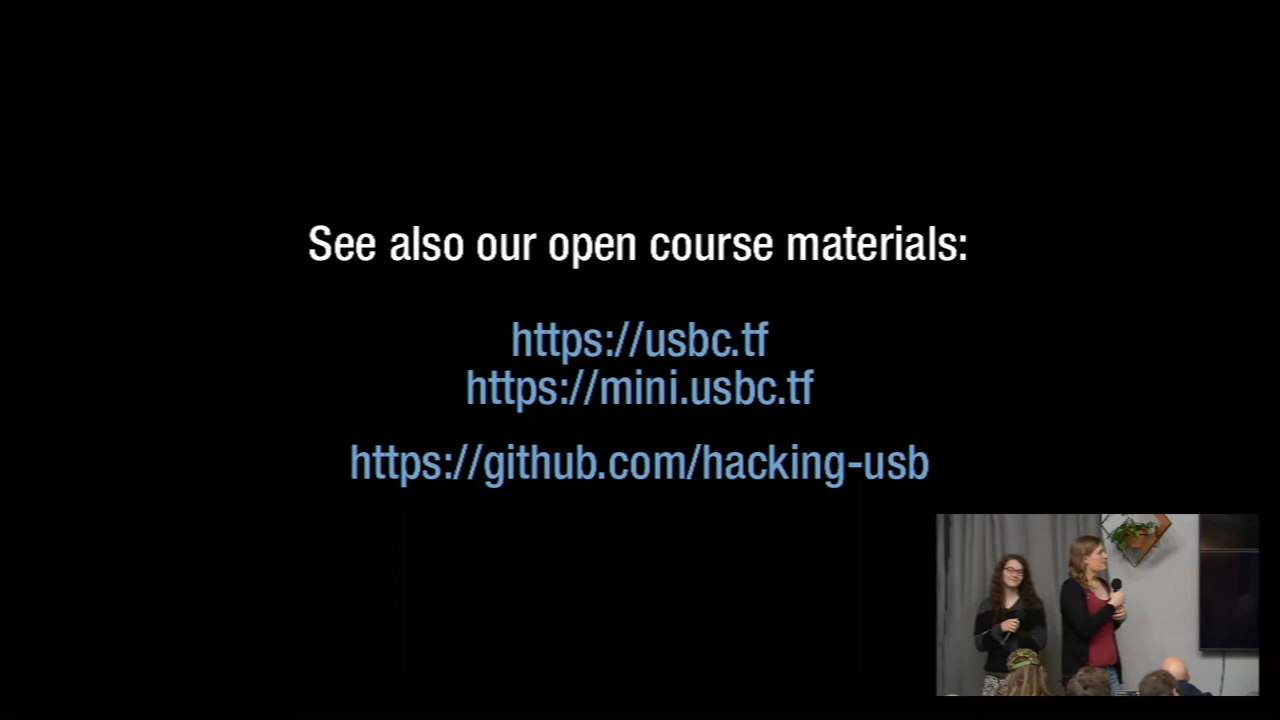 See also our open course materials:
https://usbc.tf
https://mini.usbc.tf
https://github.com/hacking-usb